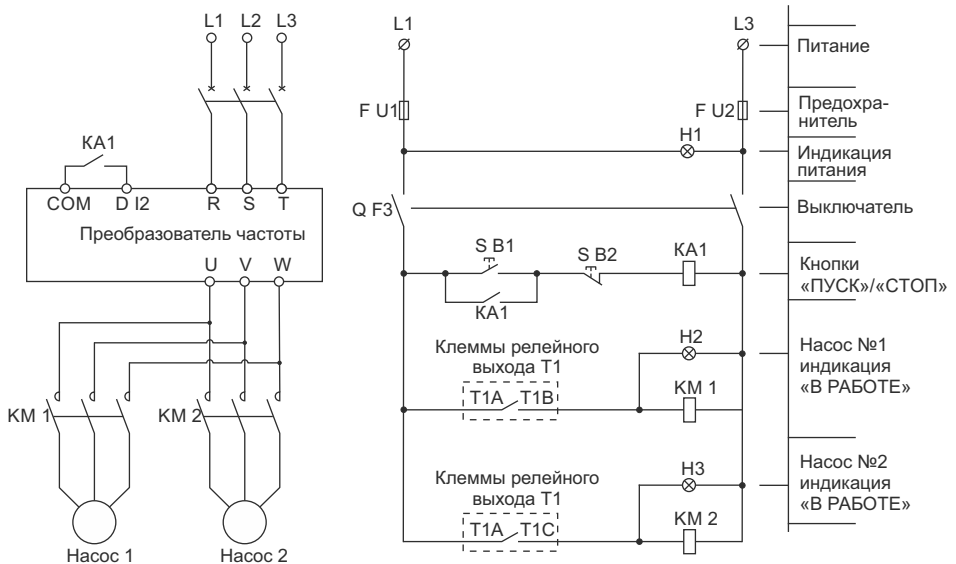 L1 L2 L3
KA1
COM D I2 R S T
Преобразователь частоты
U V W
KM 1
KM 2
Насос 1
Насос 2
L1
L3
F U1
F U2
H1
Q F3
S B1
S B2
KA1
KA1
Клеммы релейного
выхода Т1
T1A T1B
H2
KM 1
Клеммы релейного
выхода Т1
T1A T1C
H3
KM 2
Питание
Предохра-
нитель
Индикация
питания
Выключатель
Кнопки
«ПУСК»/«СТОП»
Насос №1
индикация
«В РАБОТЕ»
Насос №2
индикация
«В РАБОТЕ»